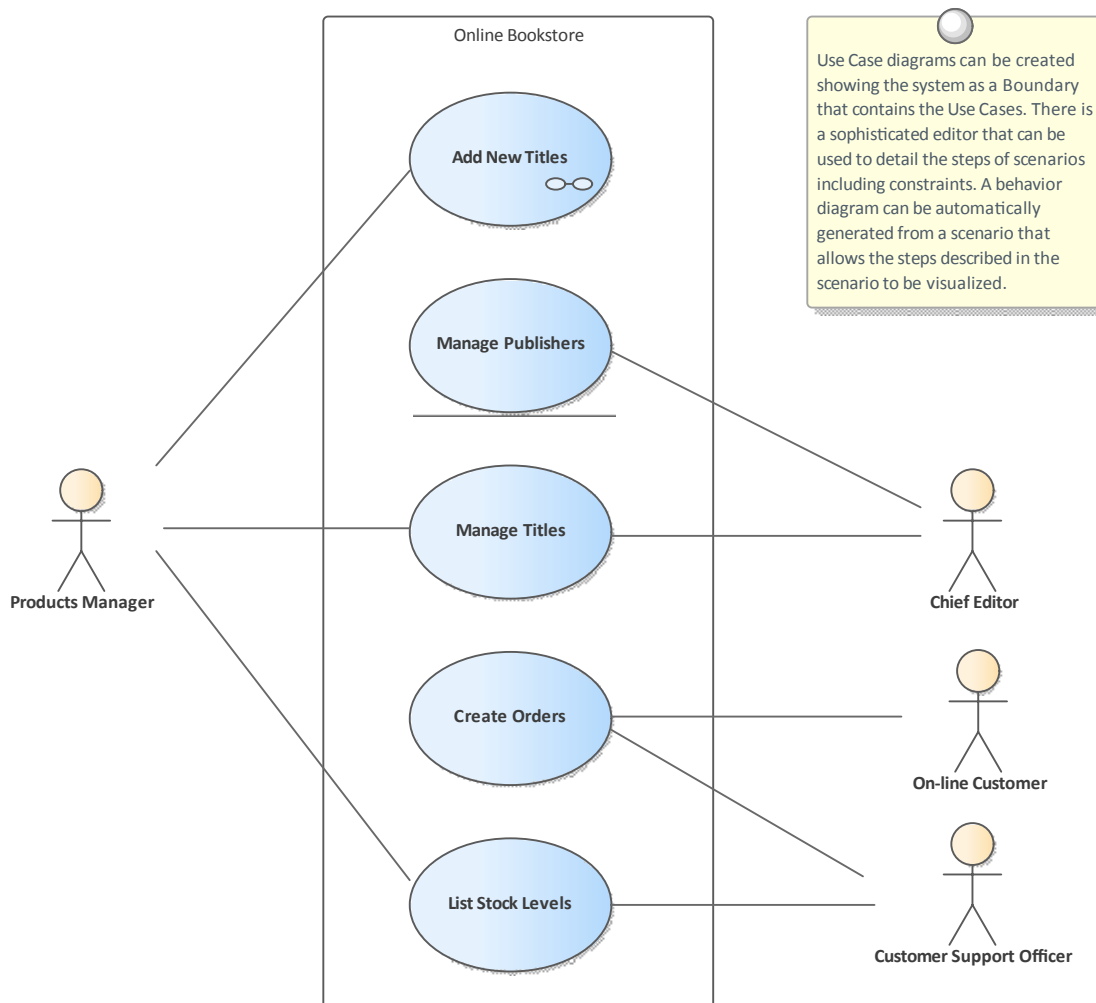 Online Bookstore
Use Case diagrams can be created
showing the system as a Boundary
that contains the Use Cases. There is
a sophisticated editor that can be
used to detail the steps of scenarios
including constraints. A behavior
diagram can be automatically
generated from a scenario that
allows the steps described in the
scenario to be visualized.
Add New Titles
Manage Publishers
Manage Titles
Products Manager
Chief Editor
Create Orders
On-line Customer
List Stock Levels
Customer Support Officer